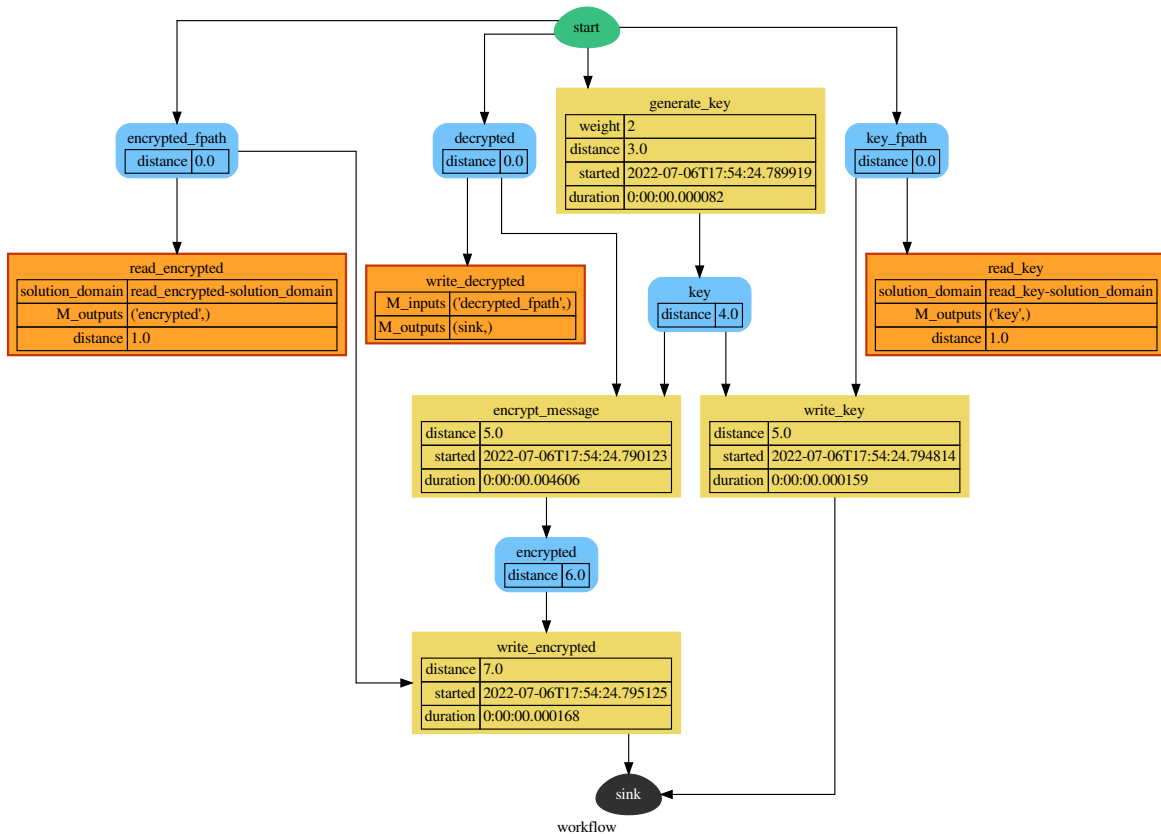 start
generate_key
weight 2
distance 3.0
started 2022-07-06T17:54:24.789919
duration 0:00:00.000082
encrypted_fpath
distance 0.0
decrypted
distance 0.0
key_fpath
distance 0.0
read_encrypted
solution_domain read_encrypted-solution_domain
M_outputs ('encrypted',)
distance 1.0
write_decrypted
M_inputs ('decrypted_fpath',)
M_outputs (sink,)
key
distance 4.0
read_key
solution_domain read_key-solution_domain
M_outputs ('key',)
distance 1.0
encrypt_message
distance 5.0
started 2022-07-06T17:54:24.790123
duration 0:00:00.004606
write_key
distance 5.0
started 2022-07-06T17:54:24.794814
duration 0:00:00.000159
encrypted
distance 6.0
write_encrypted
distance 7.0
started 2022-07-06T17:54:24.795125
duration 0:00:00.000168
sink
workflow